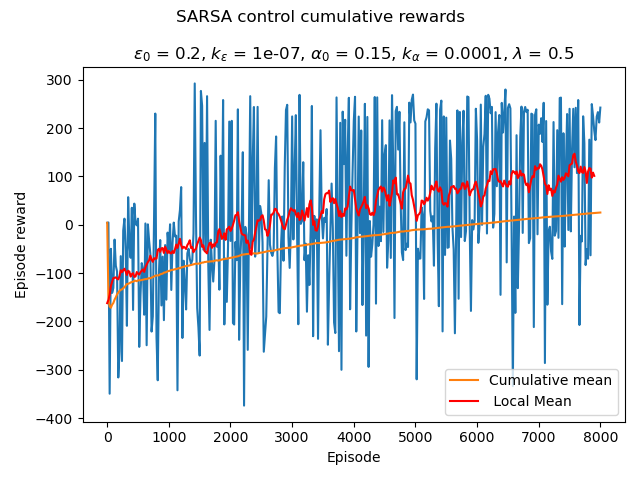 SARSA control cumulative rewards
ε₀ = 0.2, kε = 1e-07, α₀ = 0.15, kα = 0.0001, λ = 0.5
300
200
100
0
−100
−200
−300
−400
Episode reward
0 1000 2000 3000 4000 5000 6000 7000 8000
Episode
Cumulative mean
Local Mean